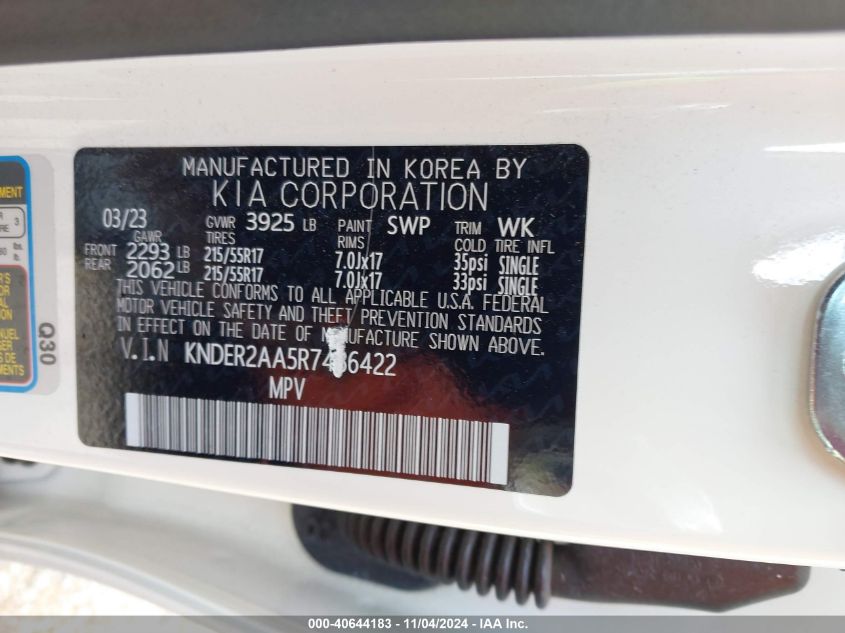 MANUFACTURED IN KOREA BY
KIA CORPORATION
03/23 GVWR 3925 LB PAINT SWP TRIM WK
GAWR TIRES RIMS COLD TIRE INFL
FRONT 2293 LB 215/55R17 7.0Jx17 35psi SINGLE
REAR 2062 LB 215/55R17 7.0Jx17 33psi SINGLE
THIS VEHICLE CONFORMS TO ALL APPLICABLE U.S.A. FEDERAL
MOTOR VEHICLE SAFETY AND THEFT PREVENTION STANDARDS
IN EFFECT ON THE DATE OF MANUFACTURE SHOWN ABOVE.
V.I.N
MPV
Q30
000-40644183 - 11/04/2024 - IAA Inc.